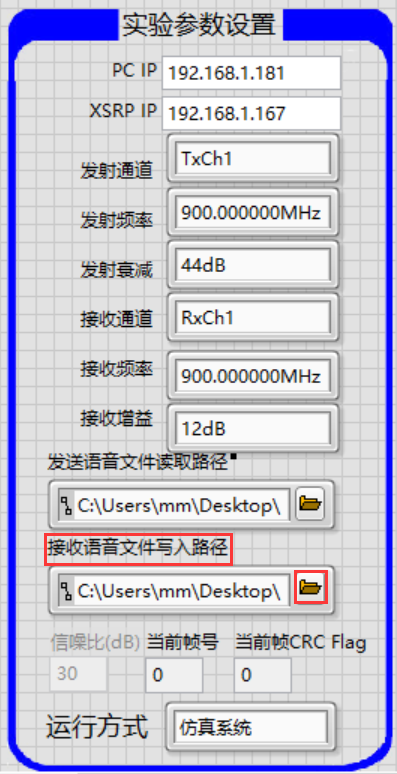 实验参数设置
PC IP 192.168.1.181
XSRP IP 192.168.1.167
发射通道 TxCh1
发射频率 900.000000MHz
发射衰减 44dB
接收通道 RxCh1
接收频率 900.000000MHz
接收增益 12dB
发送语音文件读取路径
C:\Users\mm\Desktop\
接收语音文件写入路径
C:\Users\mm\Desktop\
信噪比(dB) 当前帧号 当前帧CRC Flag
30 0 0
运行方式 仿真系统